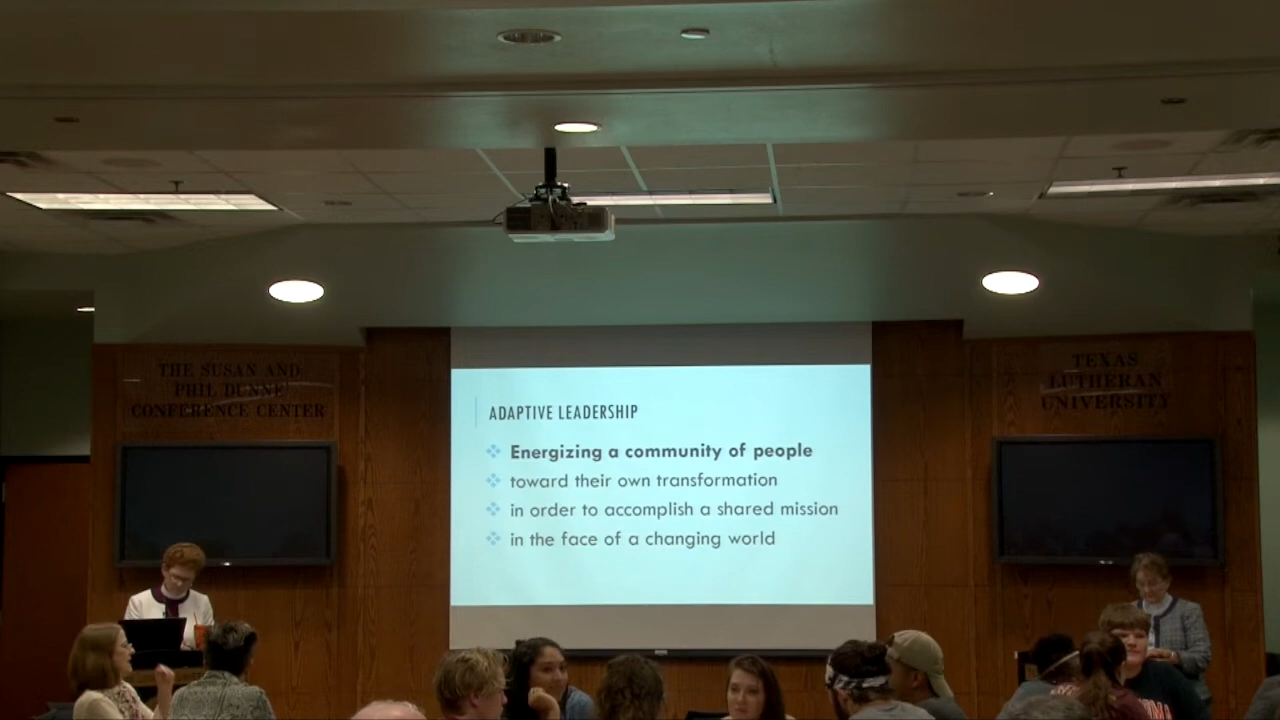 THE SUSAN AND
PHIL DUNNE
CONFERENCE CENTER
TEXAS
LUTHERAN
UNIVERSITY
ADAPTIVE LEADERSHIP
Energizing a community of people
toward their own transformation
in order to accomplish a shared mission
in the face of a changing world